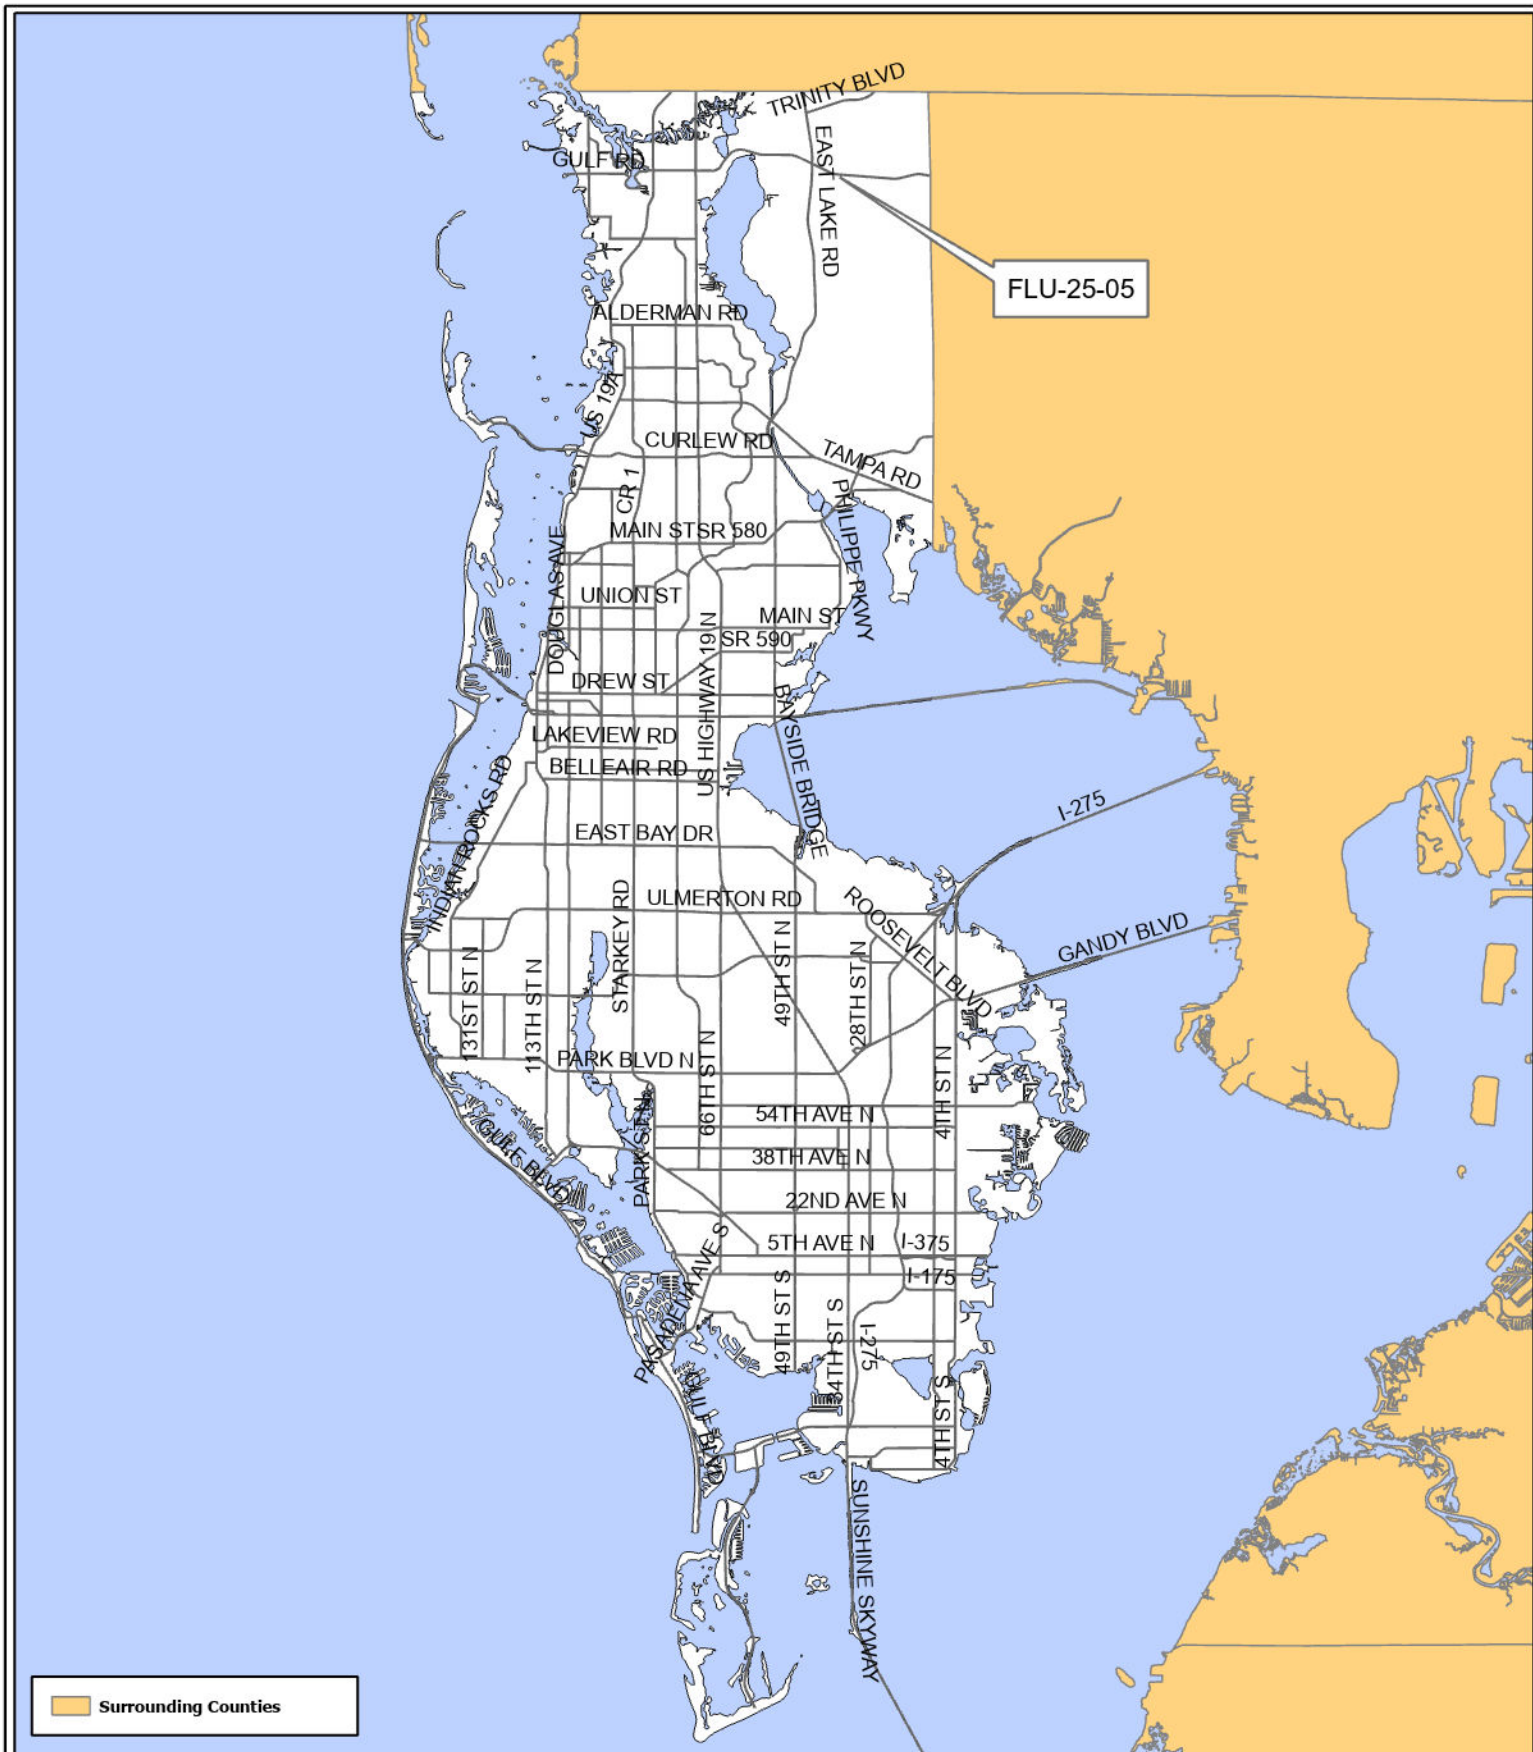 TRINITY BLVD
EAST LAKE RD
GULF RD
FLU-25-05
ALDERMAN RD
US 19A
CURLEW RD
TAMPA RD
CR 1
PHILIPPE PKWY
MAIN STSR 580
DOUGLAS AVE
UNION ST
MAIN ST
SR 590
US HIGHWAY 19 N
DREW ST
BAYSIDE BRIDGE
LAKEVIEW RD
BELLEAIR RD
INDIAN ROCKS RD
I-275
EAST BAY DR
ULMERTON RD
ROOSEVELT BLVD
STARKEY RD
GANDY BLVD
49TH ST N
28TH ST N
131ST ST N
113TH ST N
PARK BLVD N
66TH ST N
4TH ST N
54TH AVE N
PARK ST N
GULF BLVD
38TH AVE N
22ND AVE N
5TH AVE N
I-375
PASADENA AVE S
I-175
49TH ST S
34TH ST S
I-275
GULF BLVD
4TH ST S
SUNSHINE SKYWAY
Surrounding Counties